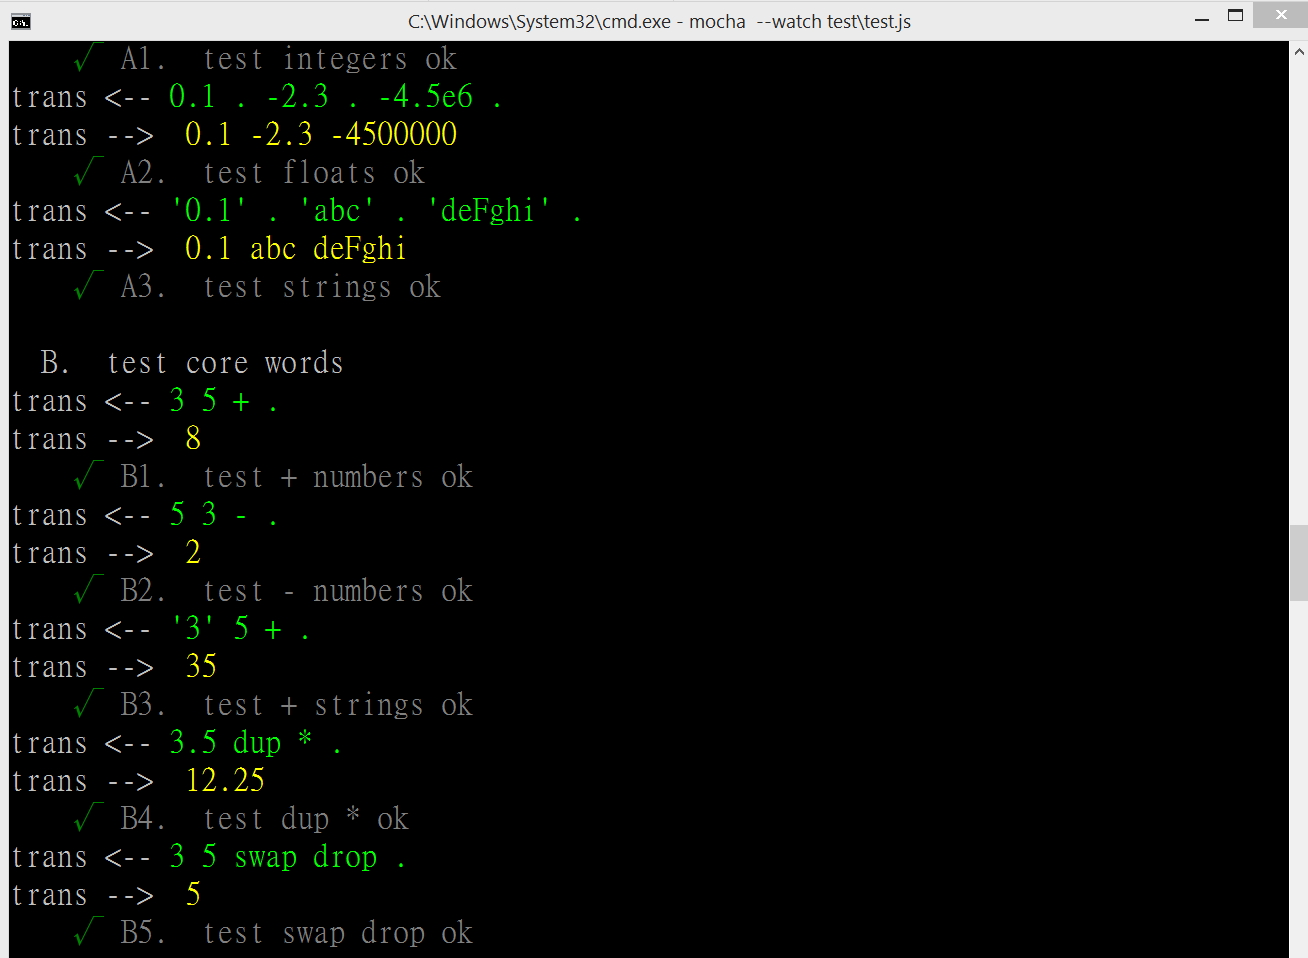 C:\Windows\System32\cmd.exe - mocha  --watch test\test.js
√ A1.  test integers ok
trans <-- 0.1 . -2.3 . -4.5e6 .
trans -->  0.1 -2.3 -4500000
√ A2.  test floats ok
trans <-- '0.1' . 'abc' . 'deFghi' .
trans -->  0.1 abc deFghi
√ A3.  test strings ok
B.  test core words
trans <-- 3 5 + .
trans -->  8
√ B1.  test + numbers ok
trans <-- 5 3 - .
trans -->  2
√ B2.  test - numbers ok
trans <-- '3' 5 + .
trans -->  35
√ B3.  test + strings ok
trans <-- 3.5 dup * .
trans -->  12.25
√ B4.  test dup * ok
trans <-- 3 5 swap drop .
trans -->  5
√ B5.  test swap drop ok